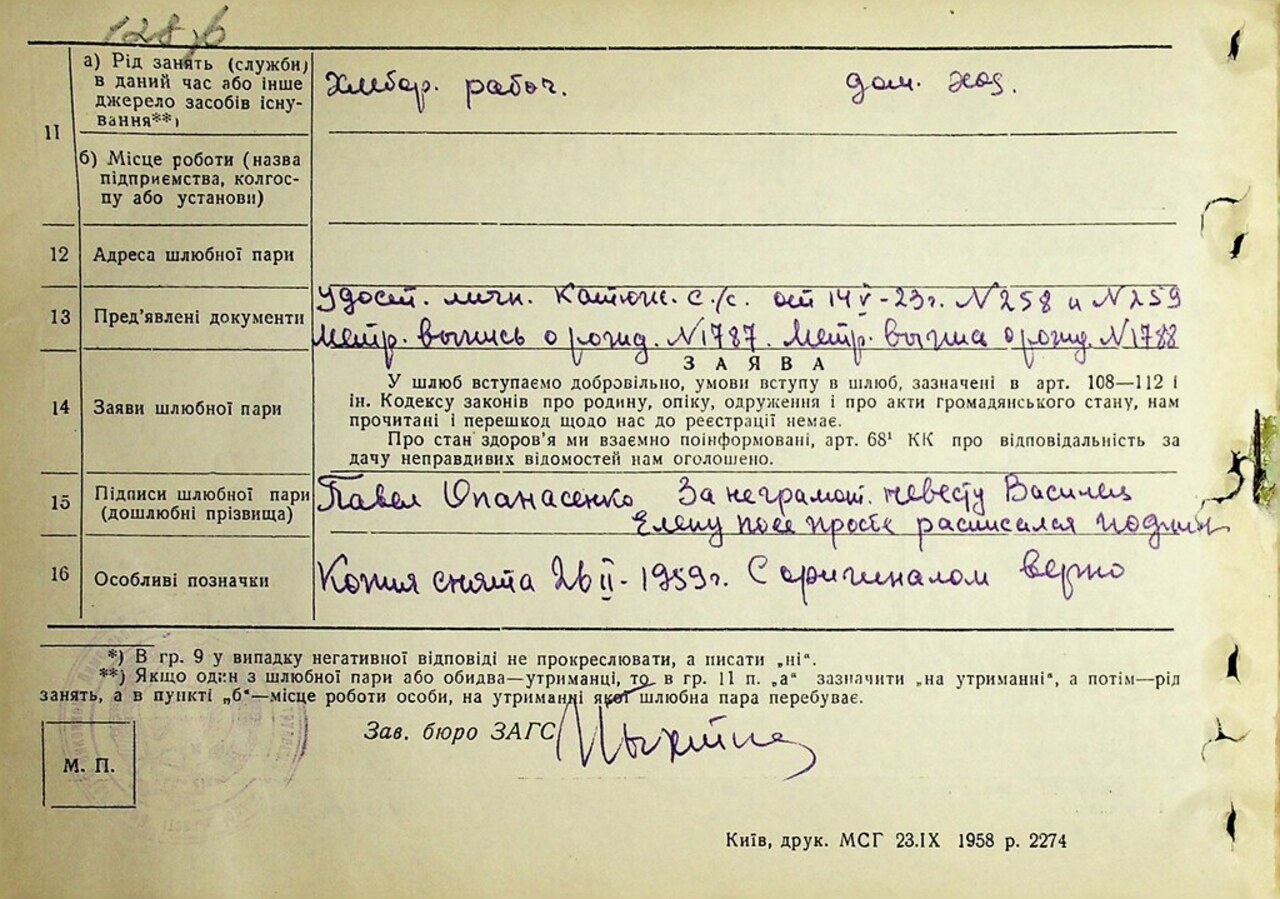 128,б
11
а) Рід занять (служби)
в даний час або інше
джерело засобів існу-
вання**)
Хлебор. рабоч. дом. хоз.
б) Місце роботи (назва
підприємства, колгос-
пу або установи)
12 Адреса шлюбної пари
13 Пред'явлені документи
Удост. личн. с./с. от 14 V-23г. №258 и №259
Метр. выпись о рожд. №1787. Метр. выпись о рожд. №1788
14 Заяви шлюбної пари
ЗАЯВА
У шлюб вступаємо добровільно, умови вступу в шлюб, зазначені в арт. 108—112 і
ін. Кодексу законів про родину, опіку, одруження і про акти громадянського стану, нам
прочитані і перешкод щодо нас до реєстрації немає.
Про стан здоров'я ми взаємно поінформовані, арт. 68¹ КК про відповідальність за
дачу неправдивих відомостей нам оголошено.
15 Підписи шлюбної пари
(дошлюбні прізвища)
Павел Опанасенко За неграмот. невесту Василец
Елену по ее просьбе расписался
16 Особливі позначки
Копия снята 26 II-1959г. С оригиналом верно
*) В гр. 9 у випадку негативної відповіді не прокреслювати, а писати „ні“.
**) Якщо один з шлюбної пари або обидва—утриманці, то в гр. 11 п. „а“ зазначити „на утриманні“, а потім—рід
занять, а в пункті „б“—місце роботи особи, на утриманні якої шлюбна пара перебуває.
Зав. бюро ЗАГС
М. П.
Київ, друк. МСГ 23.IX 1958 р. 2274